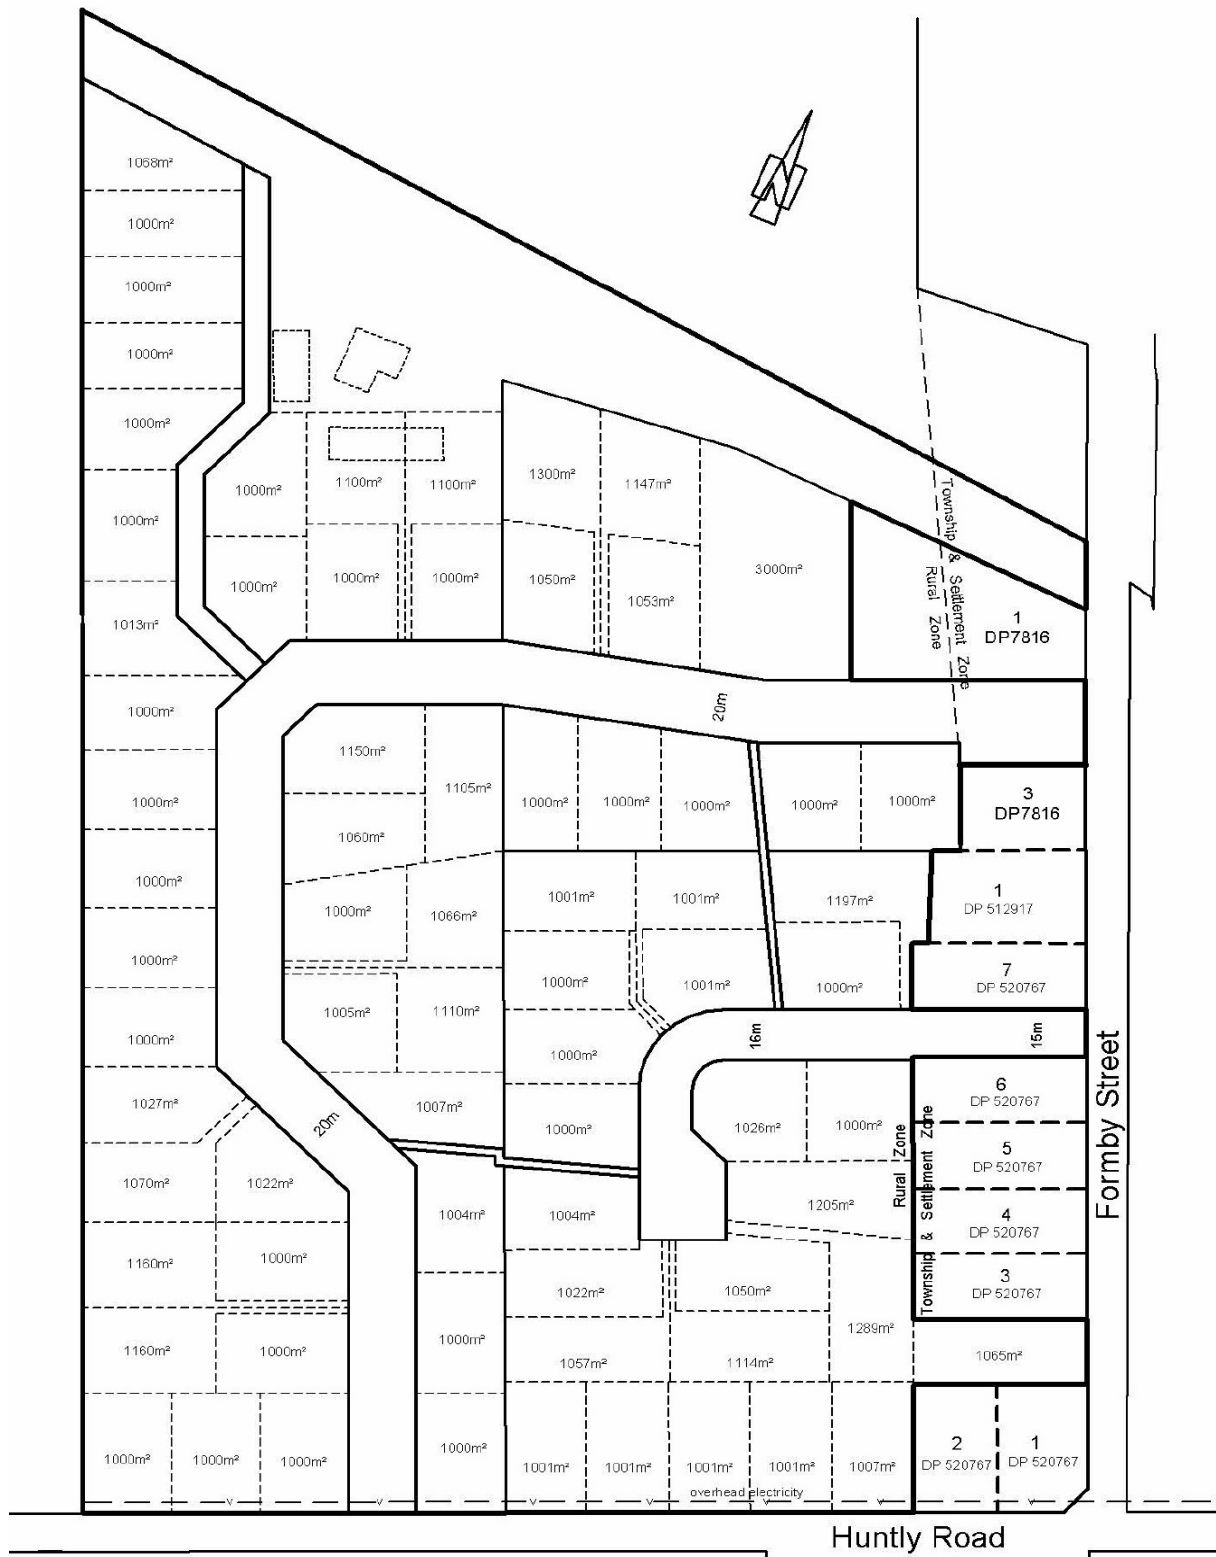 N
1068m²
1000m²
1000m²
1000m²
1000m²
1000m²
1013m²
1000m²
1100m²
1100m²
1000m²
1000m²
1000m²
1300m²
1147m²
1050m²
1053m²
3000m²
Township & Settlement Zone
Rural Zone
1
DP7816
20m
1000m²
1000m²
1000m²
1000m²
1000m²
1027m²
1150m²
1105m²
1060m²
1000m²
1066m²
1005m²
1110m²
1007m²
1000m²
1000m²
1000m²
1000m²
1000m²
3
DP7816
1001m²
1001m²
1197m²
1
DP 512917
1000m²
1001m²
1000m²
7
DP 520767
16m
15m
1000m²
1000m²
1026m²
1000m²
6
DP 520767
5
DP 520767
4
DP 520767
3
DP 520767
Rural Zone
Township & Settlement Zone
Formby Street
20m
1070m²
1022m²
1160m²
1000m²
1160m²
1000m²
1004m²
1004m²
1205m²
1022m²
1050m²
1000m²
1057m²
1114m²
1289m²
1065m²
1000m²
1000m²
1000m²
1000m²
1001m²
1001m²
1001m²
1001m²
1007m²
2
DP 520767
1
DP 520767
overhead electricity
Huntly Road